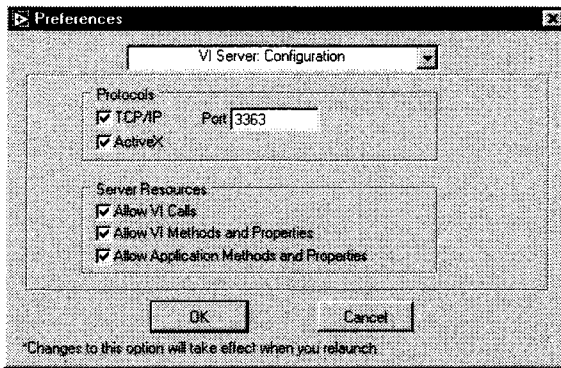 Preferences
VI Server: Configuration
Protocols
TCP/IP Port 3363
ActiveX
Server Resources
Allow VI Calls
Allow VI Methods and Properties
Allow Application Methods and Properties
OK Cancel
*Changes to this option will take effect when you relaunch.